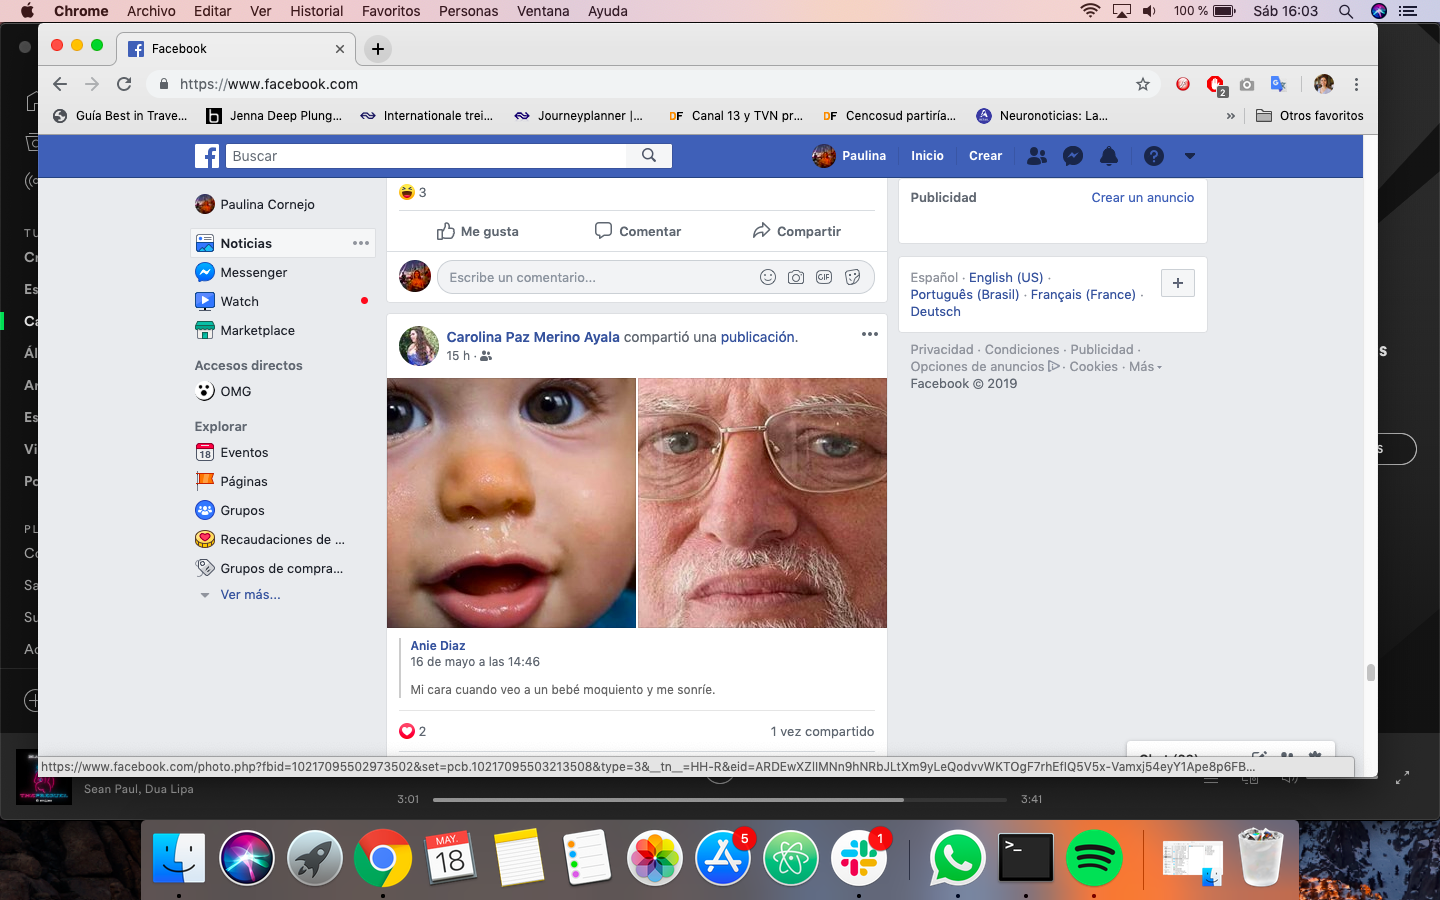 Chrome Archivo Editar Ver Historial Favoritos Personas Ventana Ayuda 100 % Sáb 16:03
Facebook
https://www.facebook.com
2
Guía Best in Trave... Jenna Deep Plung... Internationale trei... Journeyplanner |... DF Canal 13 y TVN pr... DF Cencosud partiría... Neuronoticias: La... » Otros favoritos
Buscar
Paulina Inicio Crear
Paulina Cornejo
Noticias
Messenger
Watch
Marketplace
Accesos directos
OMG
Explorar
18 Eventos
Páginas
Grupos
Recaudaciones de ...
Grupos de compra...
Ver más...
3
Me gusta Comentar Compartir
Escribe un comentario...
GIF
Carolina Paz Merino Ayala compartió una publicación.
15 h ·
Anie Diaz
16 de mayo a las 14:46
Mi cara cuando veo a un bebé moquiento y me sonríe.
2
1 vez compartido
Publicidad Crear un anuncio
Español · English (US) ·
Português (Brasil) · Français (France) ·
Deutsch
Privacidad · Condiciones · Publicidad ·
Opciones de anuncios · Cookies · Más
Facebook © 2019
https://www.facebook.com/photo.php?fbid=10217095502973502&set=pcb.10217095503213508&type=3&__tn__=HH-R&eid=ARDEwXZlIMNn9hNRbJLtXm9yLeQodvvWKTOgF7rhEfIQ5V5x-Vamxj54eyY1Ape8p6FB...
Sean Paul, Dua Lipa
3:01
3:41
MAY.
18
5
1
>_